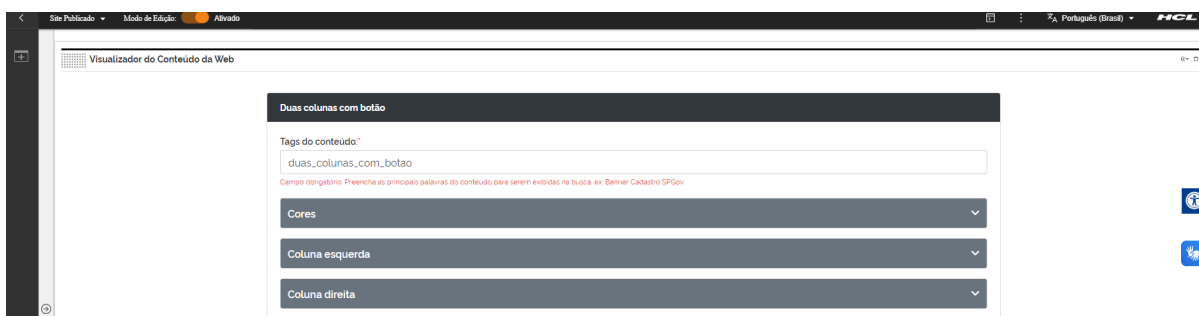 Site Publicado
Modo de Edição:
Ativado
Português (Brasil)
HCL
Visualizador do Conteúdo da Web
Duas colunas com botão
Tags do conteúdo:*
duas_colunas_com_botao
Campo obrigatório. Preencha as principais palavras do conteúdo para serem exibidas na busca. ex: Banner Cadastro SPGov
Cores
Coluna esquerda
Coluna direita